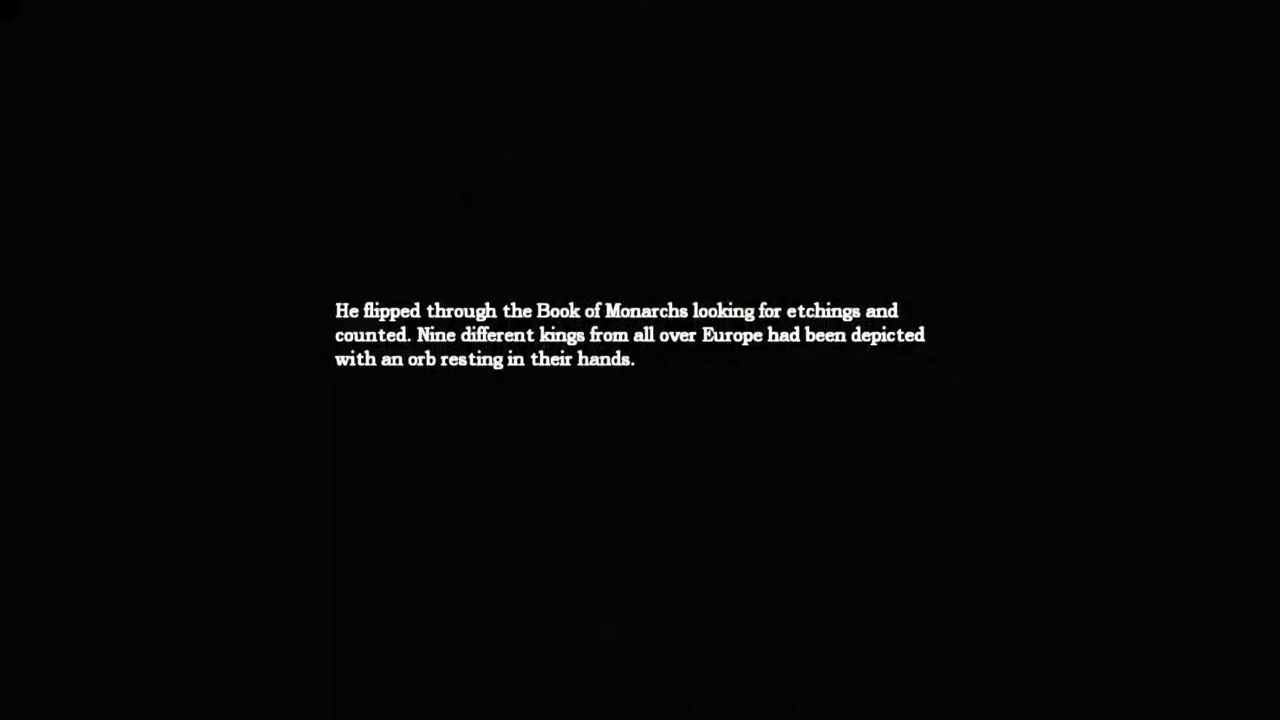 He flipped through the Book of Monarchs looking for etchings and
counted. Nine different kings from all over Europe had been depicted
with an orb resting in their hands.